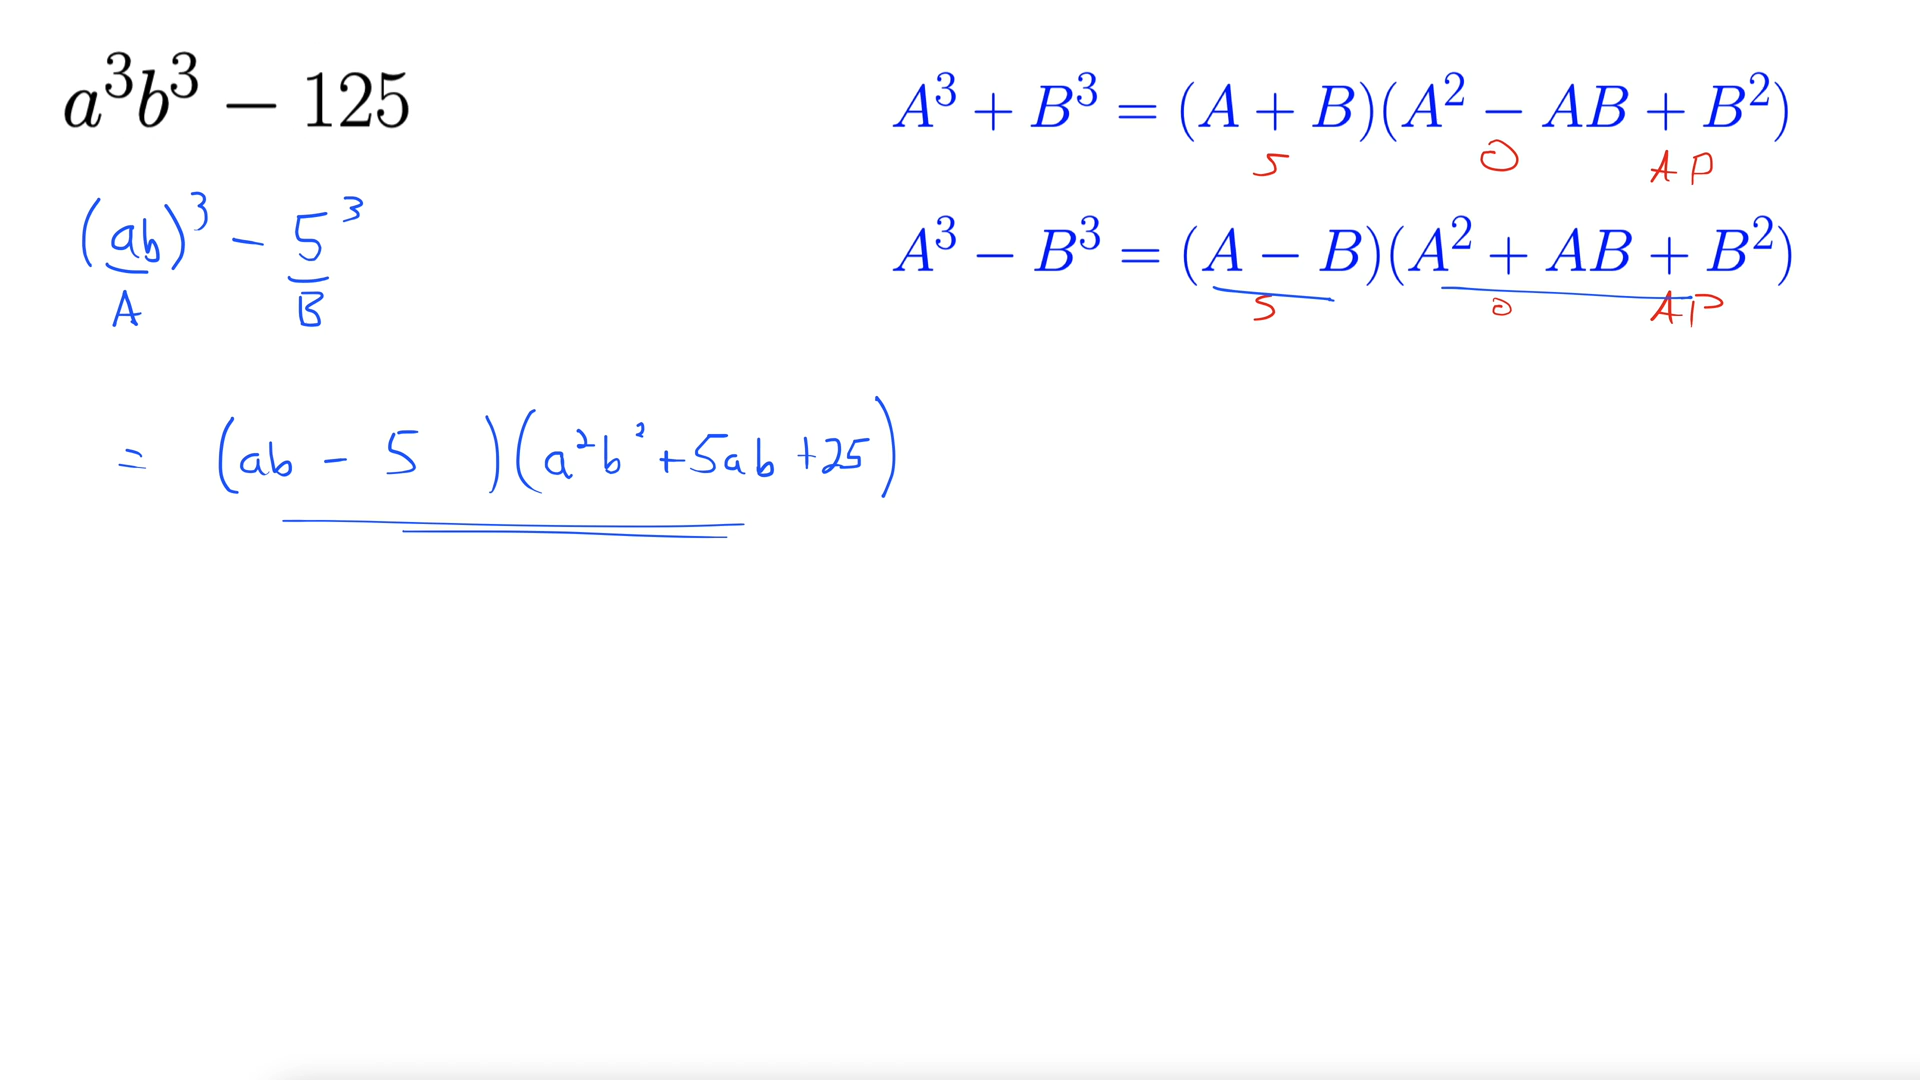 a³b³ − 125
(ab)³ − 5³
A B
= (ab − 5 )(a²b² + 5ab + 25)
A³ + B³ = (A + B)(A² − AB + B²)
S O AP
A³ − B³ = (A − B)(A² + AB + B²)
S O AP